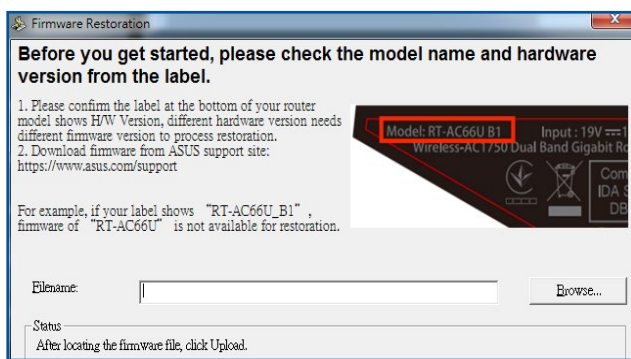 Firmware Restoration
Before you get started, please check the model name and hardware
version from the label.
1. Please confirm the label at the bottom of your router
model shows H/W Version, different hardware version needs
different firmware version to process restoration.
2. Download firmware from ASUS support site:
https://www.asus.com/support
For example, if your label shows “RT-AC66U_B1”,
firmware of “RT-AC66U” is not available for restoration.
Model: RT-AC66U B1 Input : 19V
Wireless-AC1750 Dual Band Gigabit Ro
Com
IDA S
DB
Filename:
Browse...
Status
After locating the firmware file, click Upload.